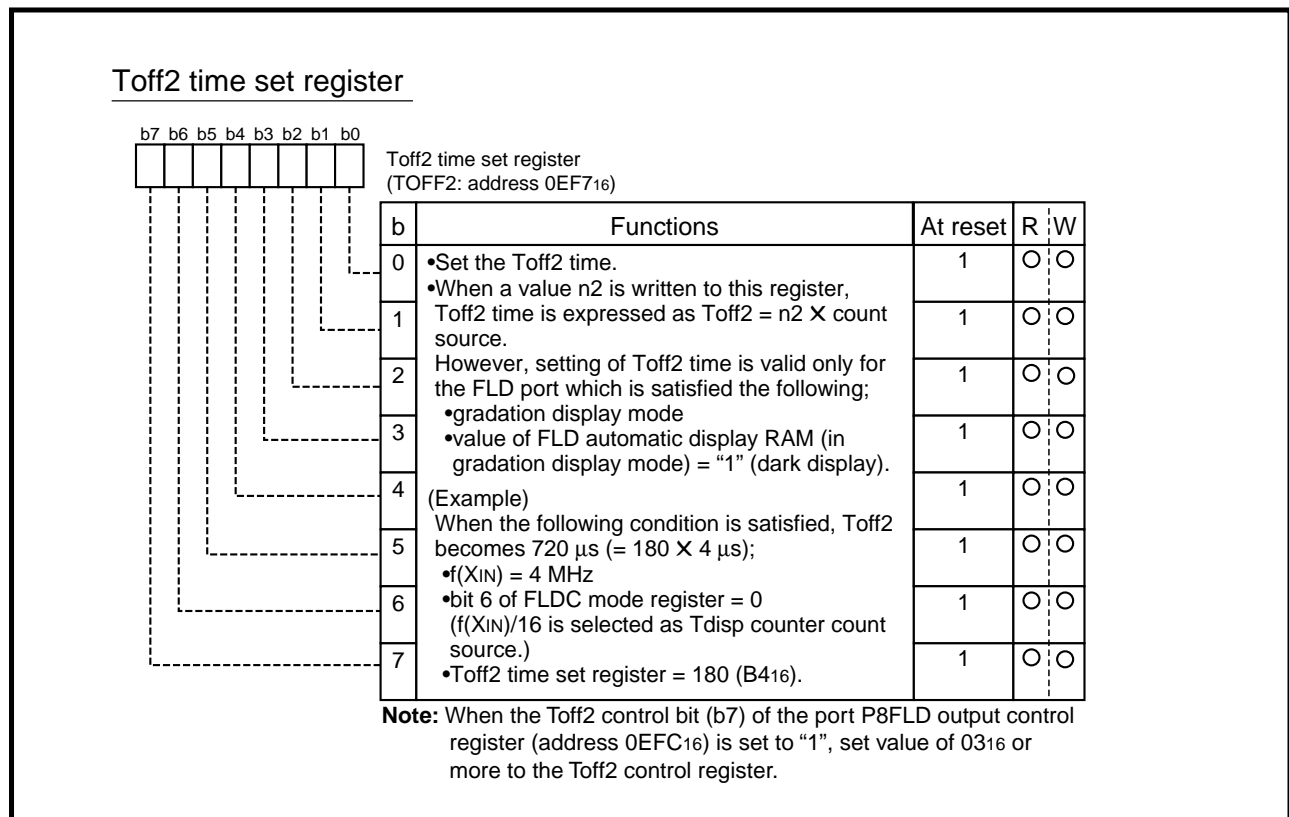 Toff2 time set register
b7 b6 b5 b4 b3 b2 b1 b0
Toff2 time set register
(TOFF2: address 0EF716)
b Functions At reset R W
0 •Set the Toff2 time. 1 O O
•When a value n2 is written to this register,
1 Toff2 time is expressed as Toff2 = n2 × count 1 O O
source.
However, setting of Toff2 time is valid only for
2 the FLD port which is satisfied the following; 1 O O
•gradation display mode
3 •value of FLD automatic display RAM (in 1 O O
gradation display mode) = “1” (dark display).
4 (Example) 1 O O
When the following condition is satisfied, Toff2
5 becomes 720 μs (= 180 × 4 μs); 1 O O
•f(XIN) = 4 MHz
6 •bit 6 of FLDC mode register = 0 1 O O
(f(XIN)/16 is selected as Tdisp counter count
7 source.) 1 O O
•Toff2 time set register = 180 (B416).
Note: When the Toff2 control bit (b7) of the port P8FLD output control
register (address 0EFC16) is set to “1”, set value of 0316 or
more to the Toff2 control register.